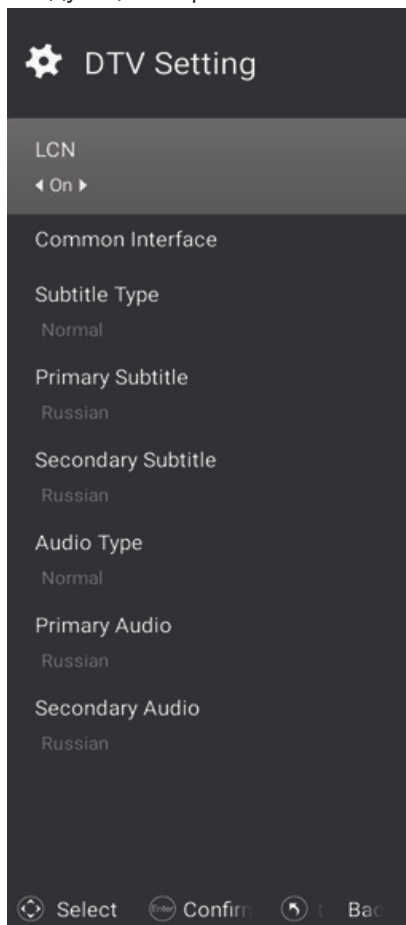 DTV Setting
LCN
On
Common Interface
Subtitle Type
Normal
Primary Subtitle
Russian
Secondary Subtitle
Russian
Audio Type
Normal
Primary Audio
Russian
Secondary Audio
Russian
Select Enter Confirm Bac